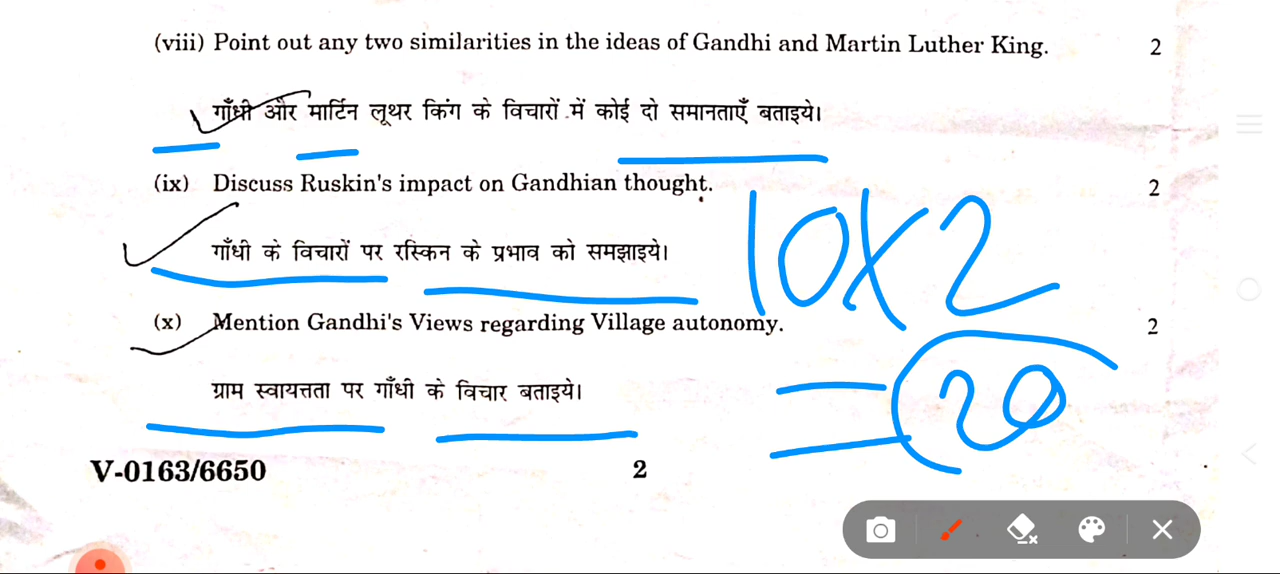 (viii) Point out any two similarities in the ideas of Gandhi and Martin Luther King. 2
गाँधी और मार्टिन लूथर किंग के विचारों में कोई दो समानताएँ बताइये।
(ix) Discuss Ruskin's impact on Gandhian thought. 2
गाँधी के विचारों पर रस्किन के प्रभाव को समझाइये।
10×2
(x) Mention Gandhi's Views regarding Village autonomy. 2
ग्राम स्वायत्तता पर गाँधी के विचार बताइये।
= 20
V-0163/6650 2